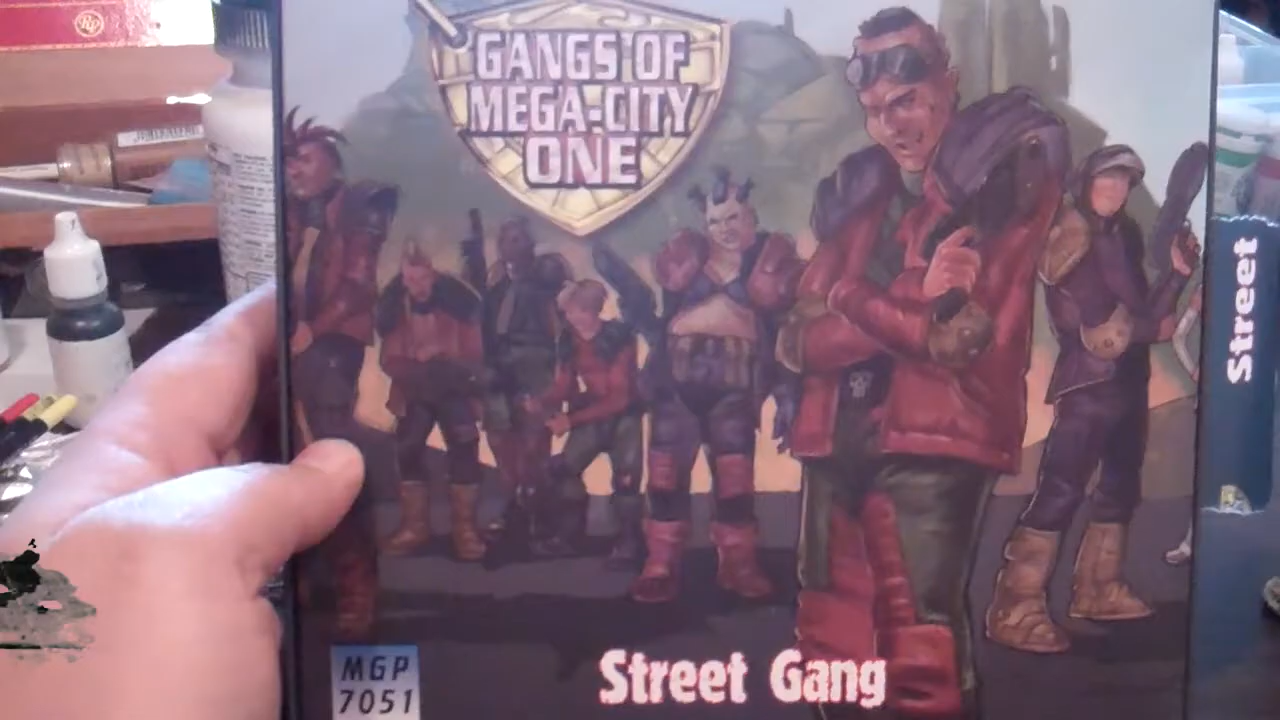 GANGS OF
MEGA-CITY
ONE
Street
MGP
7051
Street Gang